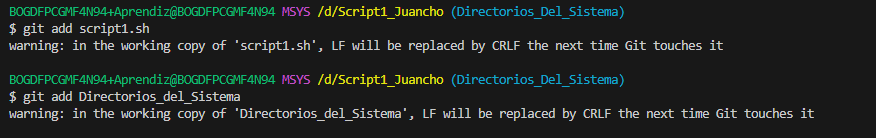 BOGDFPCGMF4N94+Aprendiz@BOGDFPCGMF4N94 MSYS /d/Script1_Juancho (Directorios_Del_Sistema)
$ git add script1.sh
warning: in the working copy of 'script1.sh', LF will be replaced by CRLF the next time Git touches it
BOGDFPCGMF4N94+Aprendiz@BOGDFPCGMF4N94 MSYS /d/Script1_Juancho (Directorios_Del_Sistema)
$ git add Directorios_del_Sistema
warning: in the working copy of 'Directorios_del_Sistema', LF will be replaced by CRLF the next time Git touches it